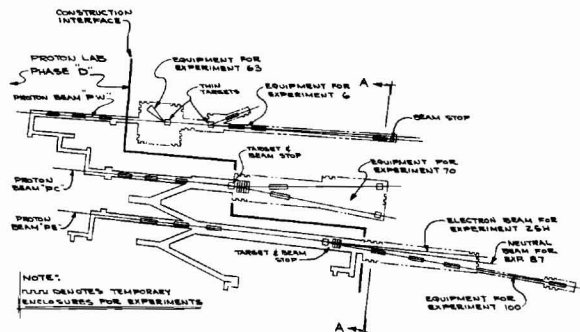 CONSTRUCTION
INTERFACE
PROTON LAB
PHASE "D"
PROTON BEAM "PW"
EQUIPMENT FOR
EXPERIMENT 63
THIN
TARGETS
EQUIPMENT FOR
EXPERIMENT 6
A
BEAM STOP
TARGET &
BEAM STOP
EQUIPMENT FOR
EXPERIMENT 70
PROTON
BEAM "PC"
PROTON
BEAM "PE"
ELECTRON BEAM FOR
EXPERIMENT 25H
NEUTRAL
BEAM FOR
EXP. 87
TARGET & BEAM
STOP
EQUIPMENT FOR
EXPERIMENT 100
A
NOTE:
DENOTES TEMPORARY
ENCLOSURES FOR EXPERIMENTS